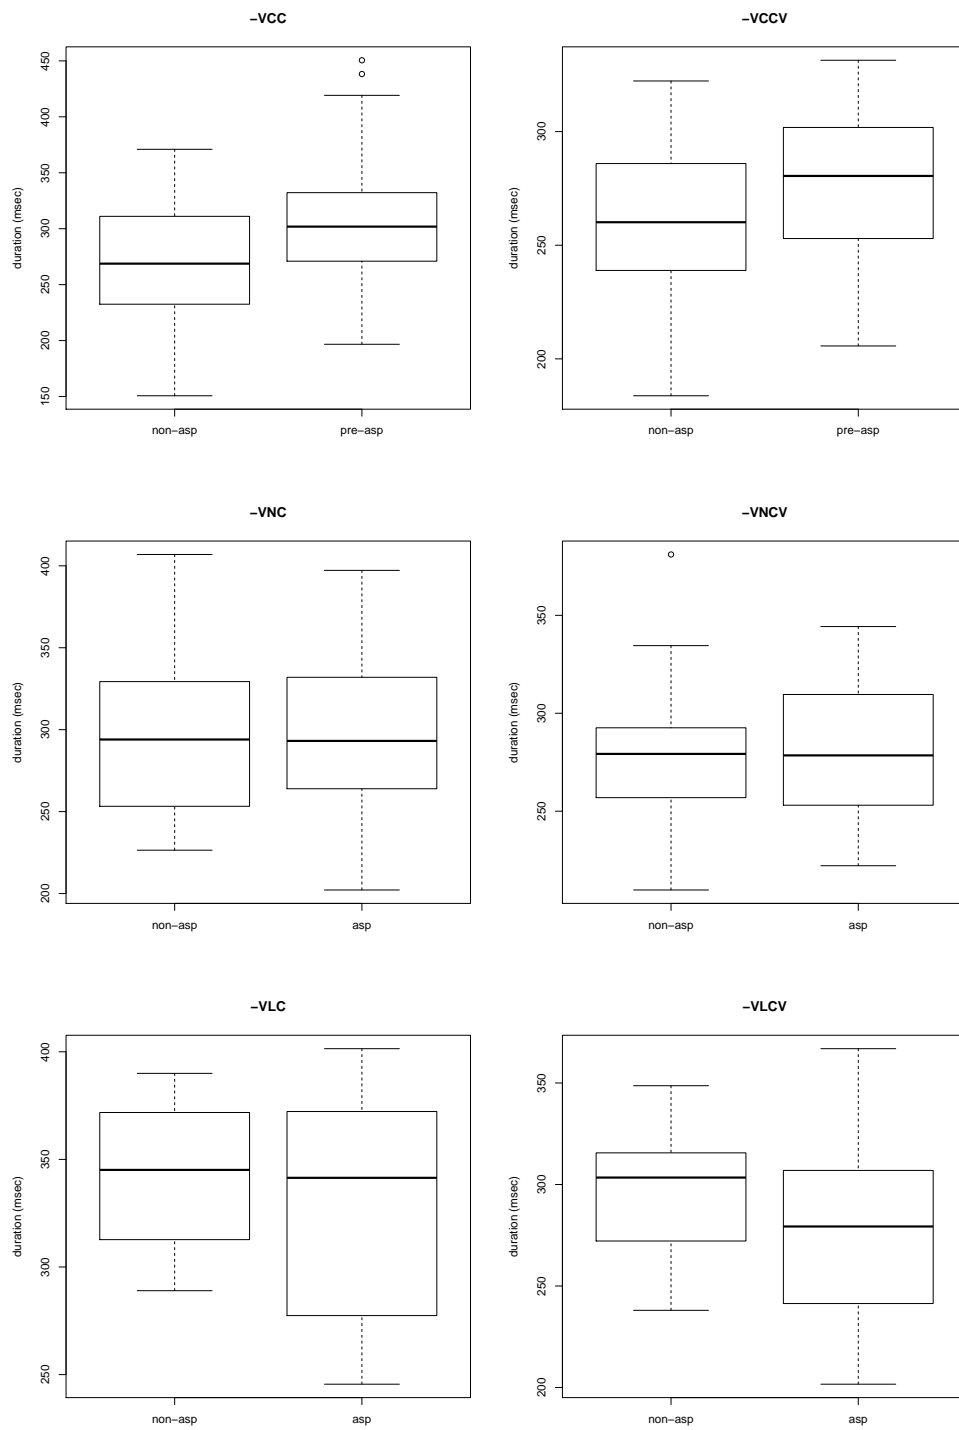 −VCC
duration (msec)
450
400
350
300
250
200
150
non−asp
pre−asp
−VCCV
duration (msec)
300
250
200
non−asp
pre−asp
−VNC
duration (msec)
400
350
300
250
200
non−asp
asp
−VNCV
duration (msec)
350
300
250
non−asp
asp
−VLC
duration (msec)
400
350
300
250
non−asp
asp
−VLCV
duration (msec)
350
300
250
200
non−asp
asp